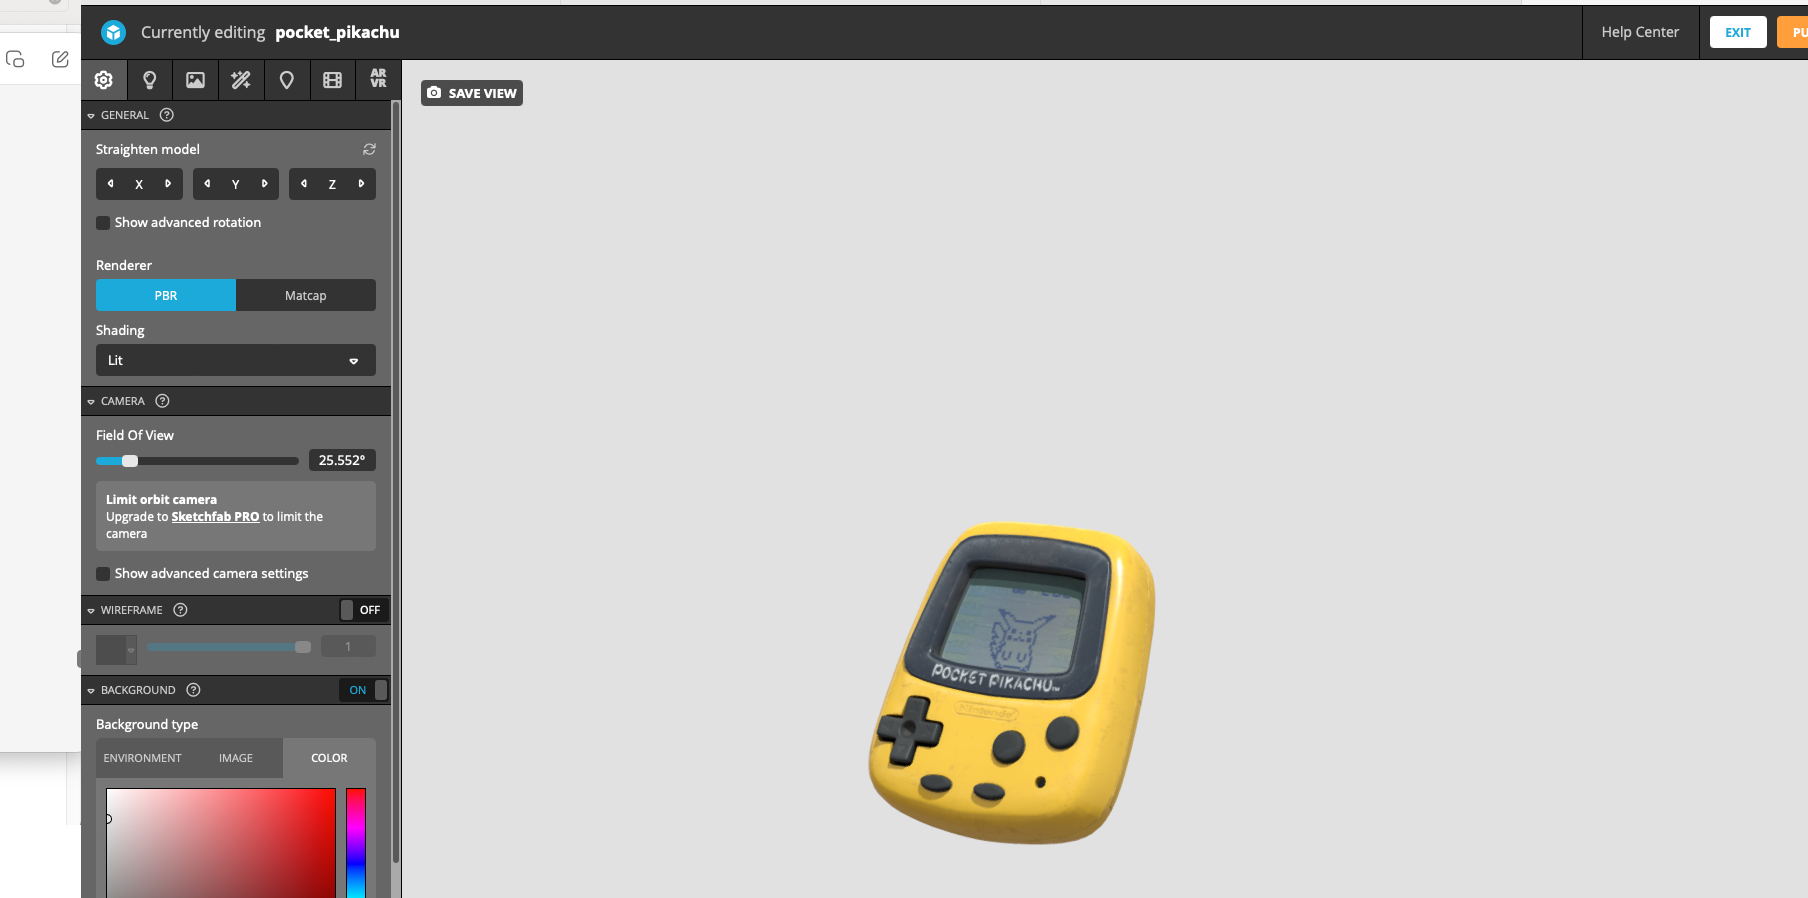 Currently editing pocket_pikachu
Help Center
EXIT
PU
AR
VR
SAVE VIEW
GENERAL
Straighten model
X
Y
Z
Show advanced rotation
Renderer
PBR
Matcap
Shading
Lit
CAMERA
Field Of View
25.552°
Limit orbit camera
Upgrade to Sketchfab PRO to limit the
camera
Show advanced camera settings
WIREFRAME
OFF
1
BACKGROUND
ON
Background type
ENVIRONMENT
IMAGE
COLOR
POCKET PIKACHU™
Nintendo